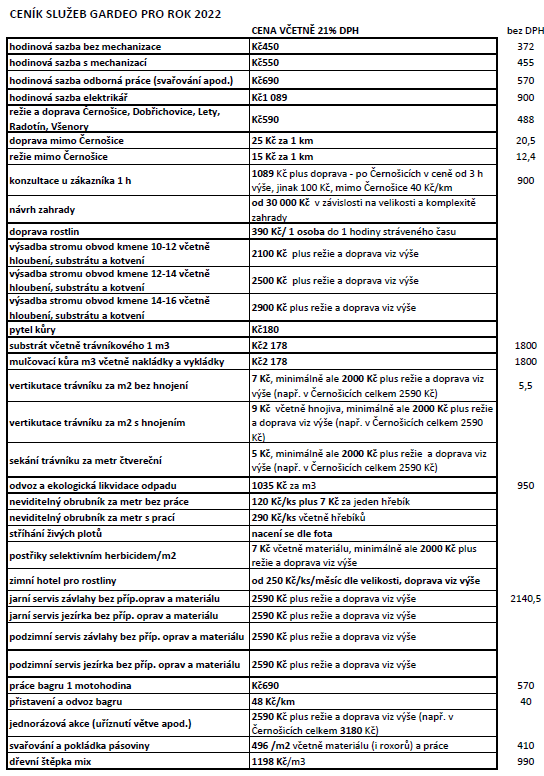 CENÍK SLUŽEB GARDEO PRO ROK 2022
CENA VČETNĚ 21% DPH bez DPH
hodinová sazba bez mechanizace Kč450 372
hodinová sazba s mechanizací Kč550 455
hodinová sazba odborná práce (svařování apod.) Kč690 570
hodinová sazba elektrikář Kč1 089 900
režie a doprava Černošice, Dobřichovice, Lety,
Radotín, Všenory Kč590 488
doprava mimo Černošice 25 Kč za 1 km 20,5
režie mimo Černošice 15 Kč za 1 km 12,4
konzultace u zákazníka 1 h 1089 Kč plus doprava - po Černošicích v ceně od 3 h
výše, jinak 100 Kč, mimo Černošice 40 Kč/km 900
návrh zahrady od 30 000 Kč v závislosti na velikosti a komplexitě
zahrady
doprava rostlin 390 Kč/ 1 osoba do 1 hodiny stráveného času
výsadba stromu obvod kmene 10-12 včetně
hloubení, substrátu a kotvení 2100 Kč plus režie a doprava viz výše
výsadba stromu obvod kmene 12-14 včetně
hloubení, substrátu a kotvení 2500 Kč plus režie a doprava viz výše
výsadba stromu obvod kmene 14-16 včetně
hloubení, substrátu a kotvení 2900 Kč plus režie a doprava viz výše
pytel kůry Kč180
substrát včetně trávníkového 1 m3 Kč2 178 1800
mulčovací kůra m3 včetně nakládky a vykládky Kč2 178 1800
vertikutace trávníku za m2 bez hnojení 7 Kč, minimálně ale 2000 Kč plus režie a doprava viz
výše (např. v Černošicích celkem 2590 Kč) 5,5
vertikutace trávníku za m2 s hnojením 9 Kč včetně hnojiva, minimálně ale 2000 Kč plus režie
a doprava viz výše (např. v Černošicích celkem 2590
Kč)
sekání trávníku za metr čtvereční 5 Kč, minimálně ale 2000 Kč plus režie a doprava viz
výše (např. v Černošicích celkem 2590 Kč)
odvoz a ekologická likvidace odpadu 1035 Kč za m3 950
neviditelný obrubník za metr bez práce 120 Kč/ks plus 7 Kč za jeden hřebík
neviditelný obrubník za metr s prací 290 Kč/ks včetně hřebíků
stříhání živých plotů nacení se dle fota
postřiky selektivním herbicidem/m2 7 Kč včetně materiálu, minimálně ale 2000 Kč plus
režie a doprava viz výše
zimní hotel pro rostliny od 250 Kč/ks/měsíc dle velikosti, doprava viz výše
jarní servis závlahy bez příp.oprav a materiálu 2590 Kč plus režie a doprava viz výše 2140,5
jarní servis jezírka bez příp. oprav a materiálu 2590 Kč plus režie a doprava viz výše
podzimní servis závlahy bez příp. oprav a materiálu 2590 Kč plus režie a doprava viz výše
podzimní servis jezírka bez příp. oprav a materiálu 2590 Kč plus režie a doprava viz výše
práce bagru 1 motohodina Kč690 570
přistavení a odvoz bagru 48 Kč/km 40
jednorázová akce (uříznutí větve apod.) 2590 Kč plus režie a doprava viz výše (např. v
Černošicích celkem 3180 Kč)
svařování a pokládka pásoviny 496 /m2 včetně materiálu (i roxorů) a práce 410
dřevní štěpka mix 1198 Kč/m3 990